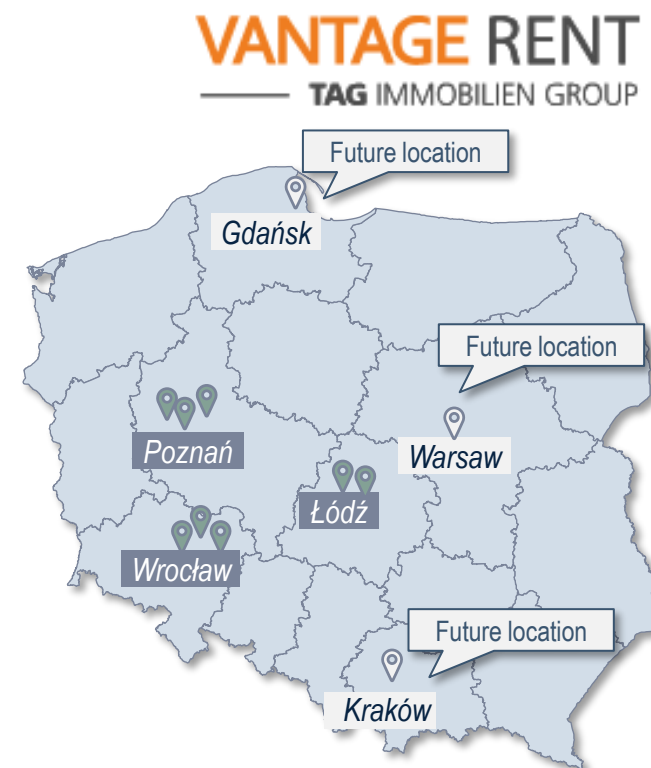 VANTAGE RENT
TAG IMMOBILIEN GROUP
Future location
Gdańsk
Future location
Poznań
Warsaw
Łódź
Wrocław
Future location
Kraków